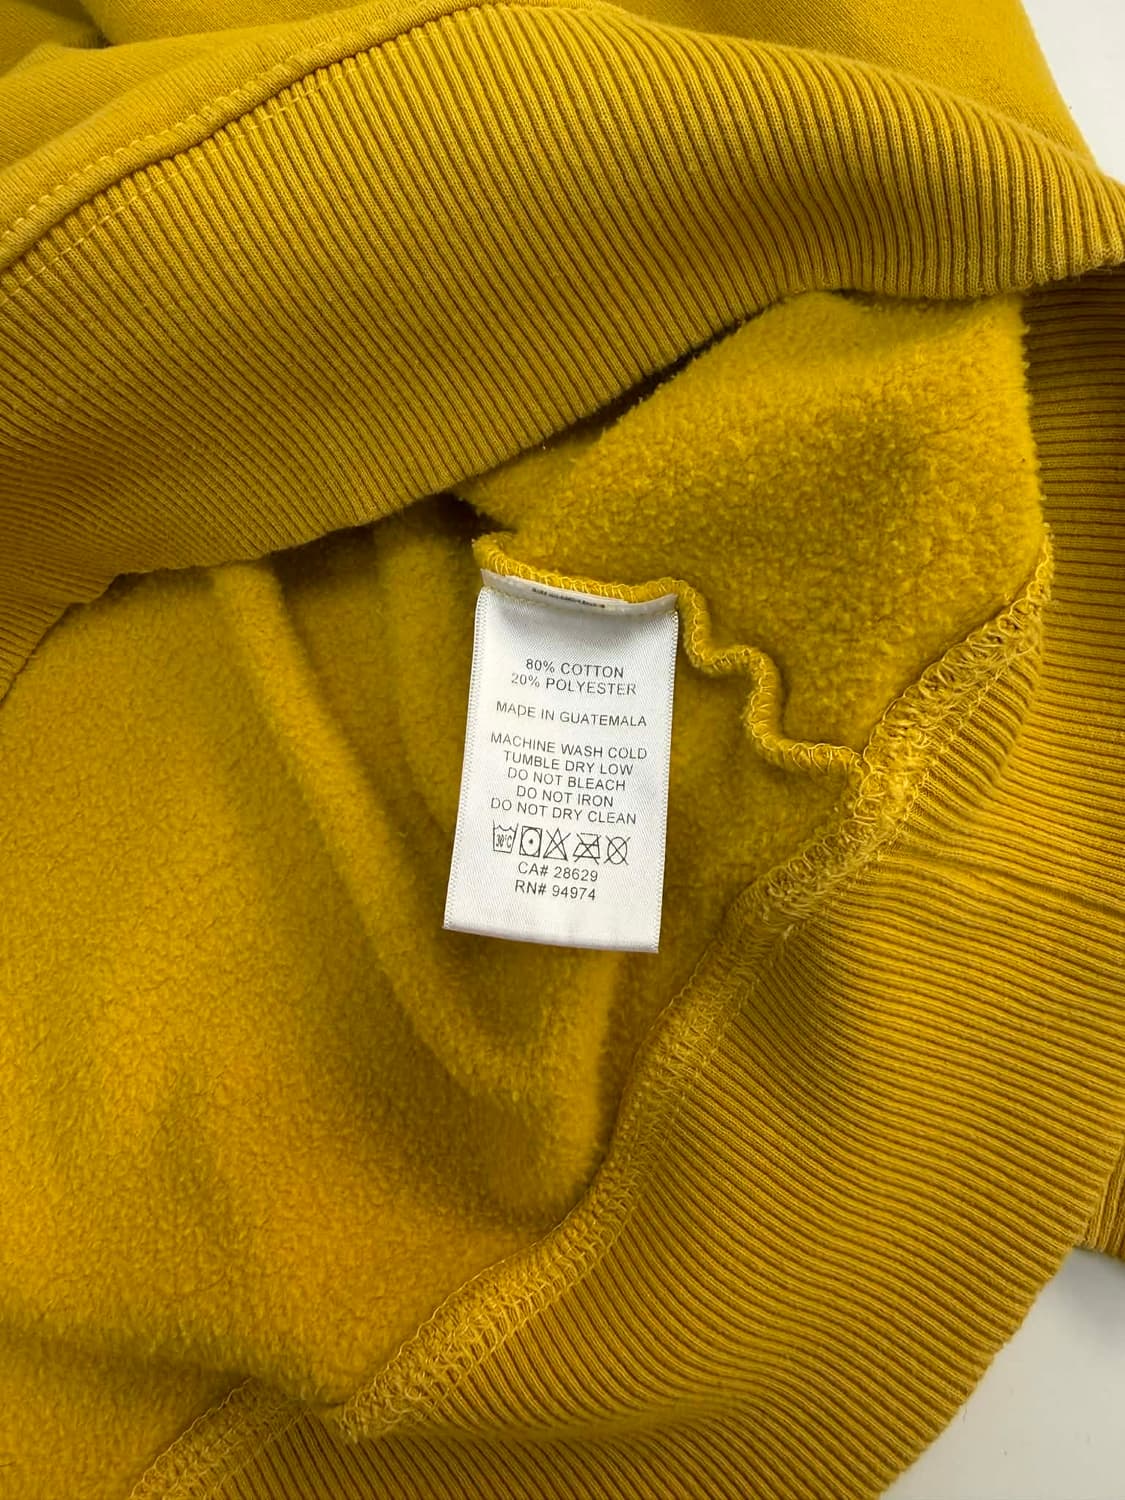 80% COTTON
20% POLYESTER
MADE IN GUATEMALA
MACHINE WASH COLD
TUMBLE DRY LOW
DO NOT BLEACH
DO NOT IRON
DO NOT DRY CLEAN
30°C
CA# 28629
RN# 94974